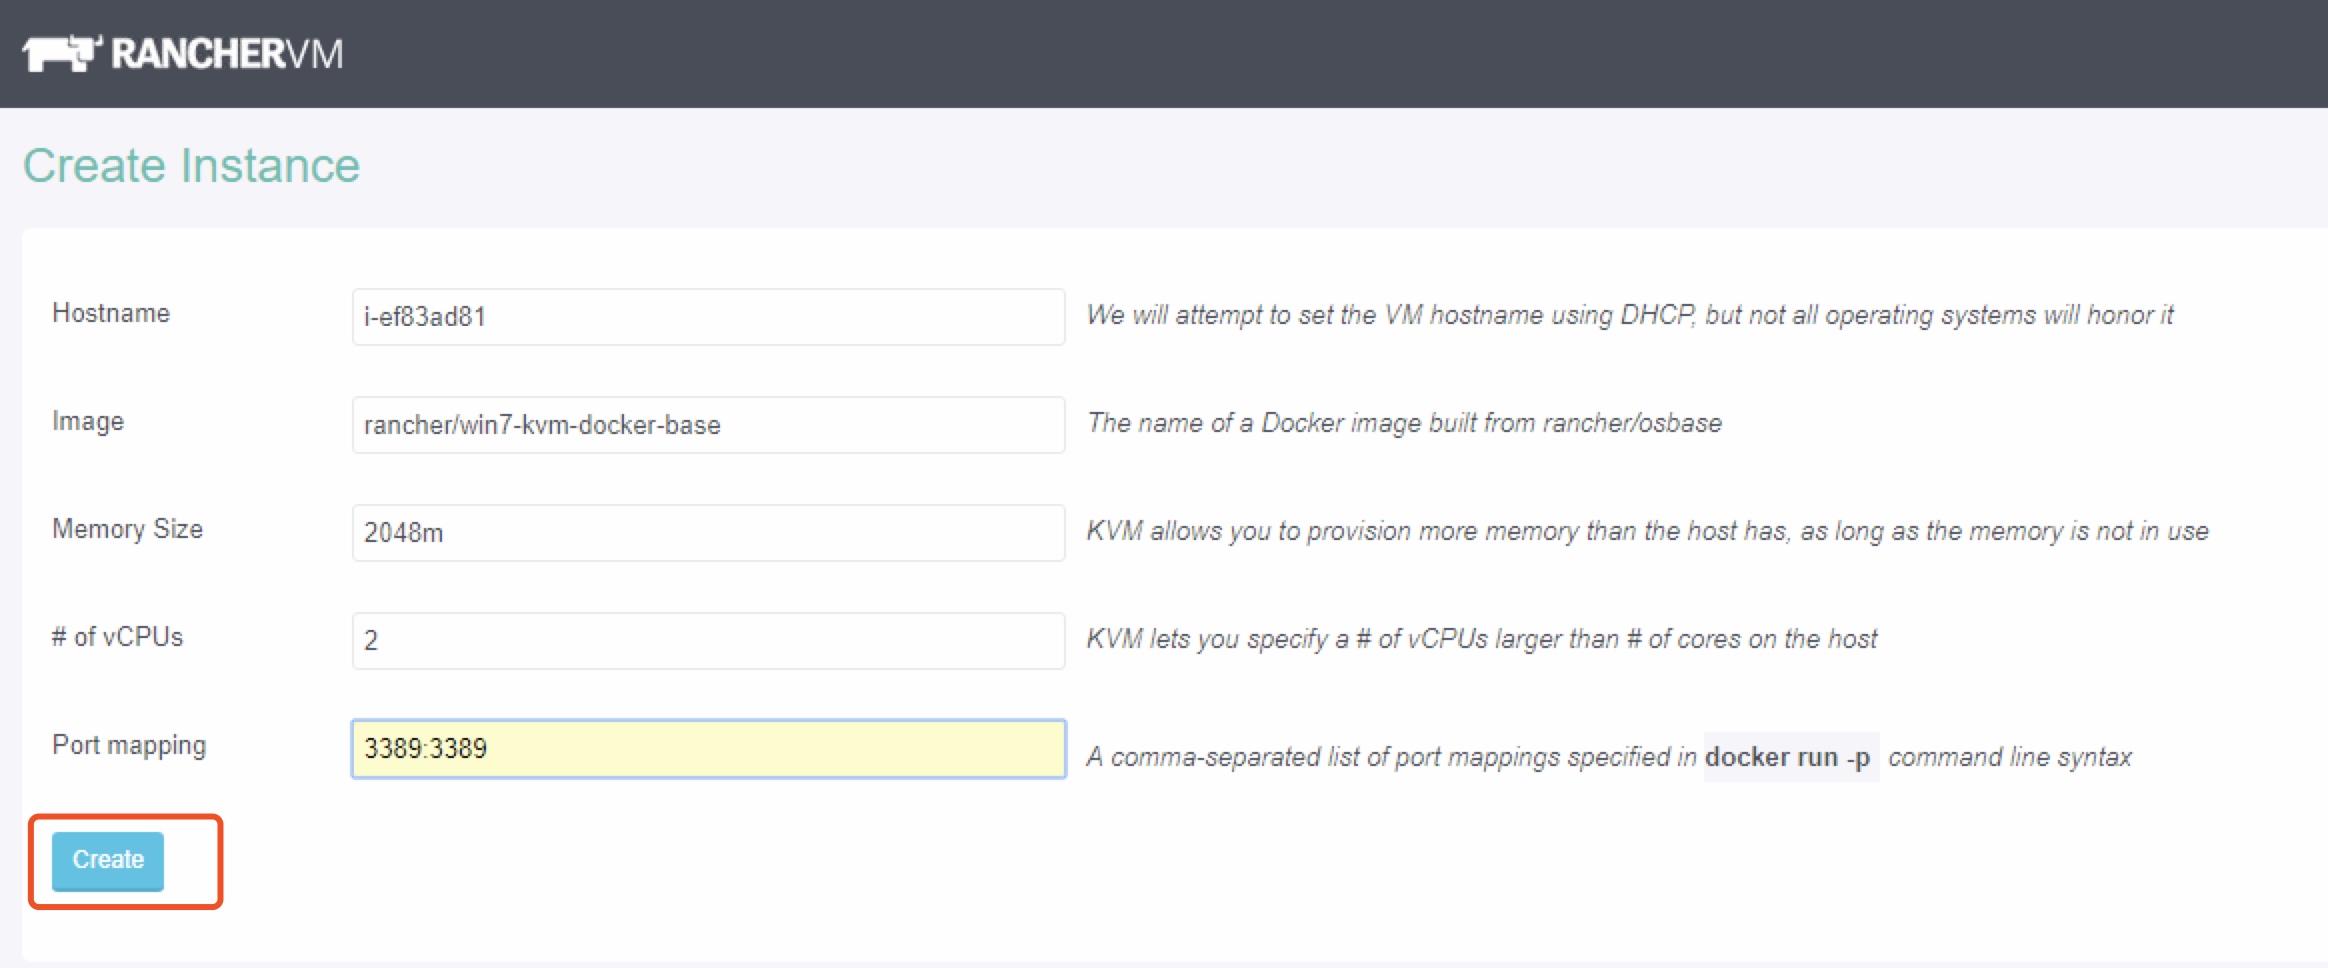 RANCHERVM
Create Instance
Hostname i-ef83ad81 We will attempt to set the VM hostname using DHCP, but not all operating systems will honor it
Image rancher/win7-kvm-docker-base The name of a Docker image built from rancher/osbase
Memory Size 2048m KVM allows you to provision more memory than the host has, as long as the memory is not in use
# of vCPUs 2 KVM lets you specify a # of vCPUs larger than # of cores on the host
Port mapping 3389:3389 A comma-separated list of port mappings specified in docker run -p command line syntax
Create